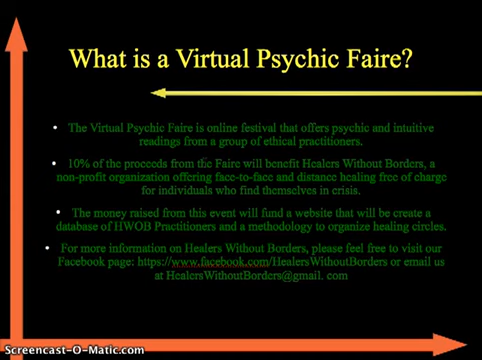 What is a Virtual Psychic Faire?
• The Virtual Psychic Faire is online festival that offers psychic and intuitive
readings from a group of ethical practitioners.
• 10% of the proceeds from the Faire will benefit Healers Without Borders, a
non-profit organization offering face-to-face and distance healing free of charge
for individuals who find themselves in crisis.
• The money raised from this event will fund a website that will be create a
database of HWOB Practitioners and a methodology to organize healing circles.
• For more information on Healers Without Borders, please feel free to visit our
Facebook page: https://www.facebook.com/HealersWithoutBorders or email us
at HealersWithoutBorders@gmail. com
Screencast-O-Matic.com